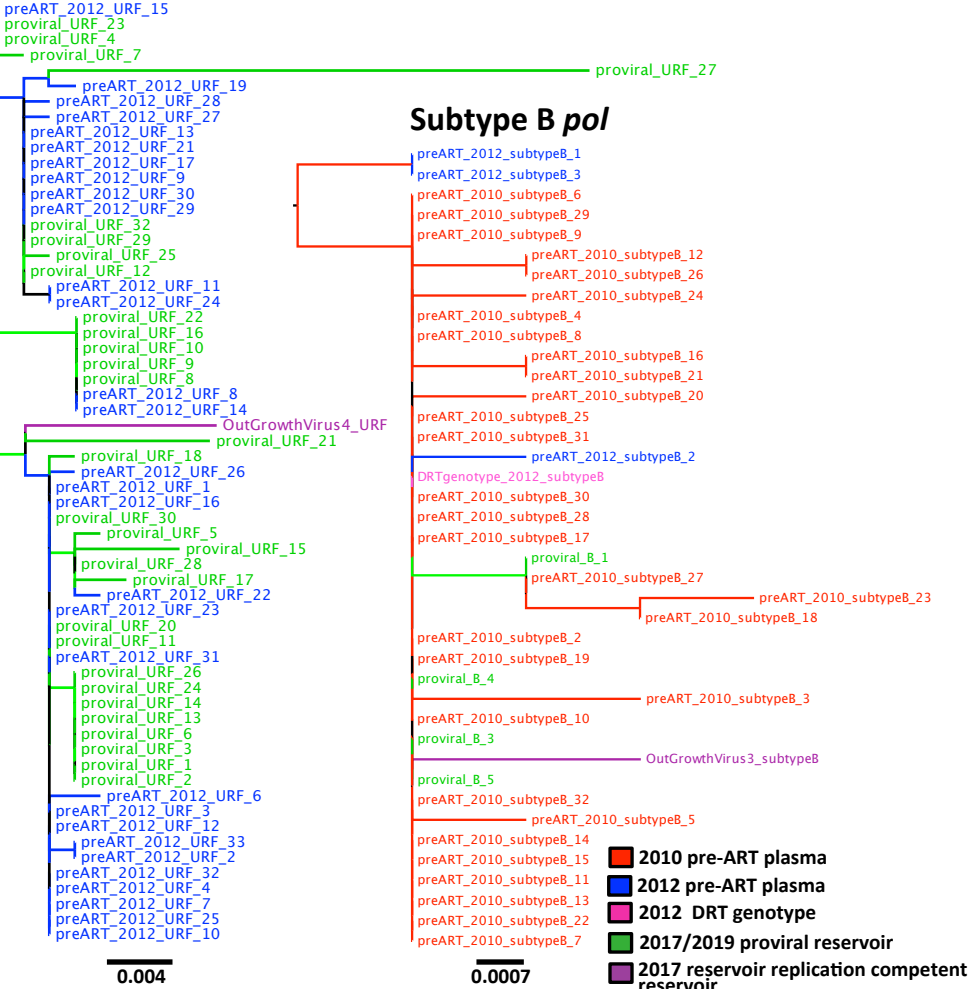 preART_2012_URF_15
proviral_URF_23
proviral_URF_4
proviral_URF_7
proviral_URF_27
preART_2012_URF_19
preART_2012_URF_28
preART_2012_URF_27
preART_2012_URF_13
preART_2012_URF_21
preART_2012_URF_17
preART_2012_URF_9
preART_2012_URF_30
preART_2012_URF_29
proviral_URF_32
proviral_URF_29
proviral_URF_25
proviral_URF_12
preART_2012_URF_11
preART_2012_URF_24
proviral_URF_22
proviral_URF_16
proviral_URF_10
proviral_URF_9
proviral_URF_8
preART_2012_URF_8
preART_2012_URF_14
OutGrowthVirus4_URF
proviral_URF_21
proviral_URF_18
preART_2012_URF_26
preART_2012_URF_1
preART_2012_URF_16
proviral_URF_30
proviral_URF_5
proviral_URF_15
proviral_URF_28
proviral_URF_17
preART_2012_URF_22
preART_2012_URF_23
proviral_URF_20
proviral_URF_11
preART_2012_URF_31
proviral_URF_26
proviral_URF_24
proviral_URF_14
proviral_URF_13
proviral_URF_6
proviral_URF_3
proviral_URF_1
proviral_URF_2
preART_2012_URF_6
preART_2012_URF_3
preART_2012_URF_12
preART_2012_URF_33
preART_2012_URF_2
preART_2012_URF_32
preART_2012_URF_4
preART_2012_URF_7
preART_2012_URF_25
preART_2012_URF_10
0.004
Subtype B pol
preART_2012_subtypeB_1
preART_2012_subtypeB_3
preART_2010_subtypeB_6
preART_2010_subtypeB_29
preART_2010_subtypeB_9
preART_2010_subtypeB_12
preART_2010_subtypeB_26
preART_2010_subtypeB_24
preART_2010_subtypeB_4
preART_2010_subtypeB_8
preART_2010_subtypeB_16
preART_2010_subtypeB_21
preART_2010_subtypeB_20
preART_2010_subtypeB_25
preART_2010_subtypeB_31
preART_2012_subtypeB_2
DRTgenotype_2012_subtypeB
preART_2010_subtypeB_30
preART_2010_subtypeB_28
preART_2010_subtypeB_17
proviral_B_1
preART_2010_subtypeB_27
preART_2010_subtypeB_23
preART_2010_subtypeB_18
preART_2010_subtypeB_2
preART_2010_subtypeB_19
proviral_B_4
preART_2010_subtypeB_3
preART_2010_subtypeB_10
proviral_B_3
OutGrowthVirus3_subtypeB
proviral_B_5
preART_2010_subtypeB_32
preART_2010_subtypeB_5
preART_2010_subtypeB_14
preART_2010_subtypeB_15
preART_2010_subtypeB_11
preART_2010_subtypeB_13
preART_2010_subtypeB_22
preART_2010_subtypeB_7
0.0007
2010 pre-ART plasma
2012 pre-ART plasma
2012 DRT genotype
2017/2019 proviral reservoir
2017 reservoir replication competent
reservoir